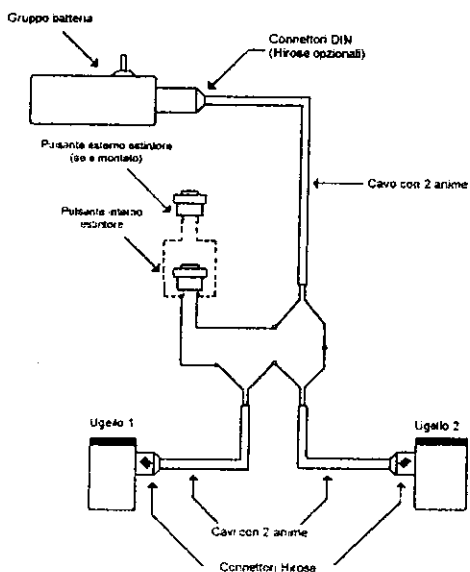 Gruppo batteria
Connettori DIN
(Hirose opzionali)
Pulsante esterno estintore
(se e montato)
Pulsante interno
estintore
Cavo con 2 anime
Ugello 1
Ugello 2
Cavi con 2 anime
Connettori Hirose